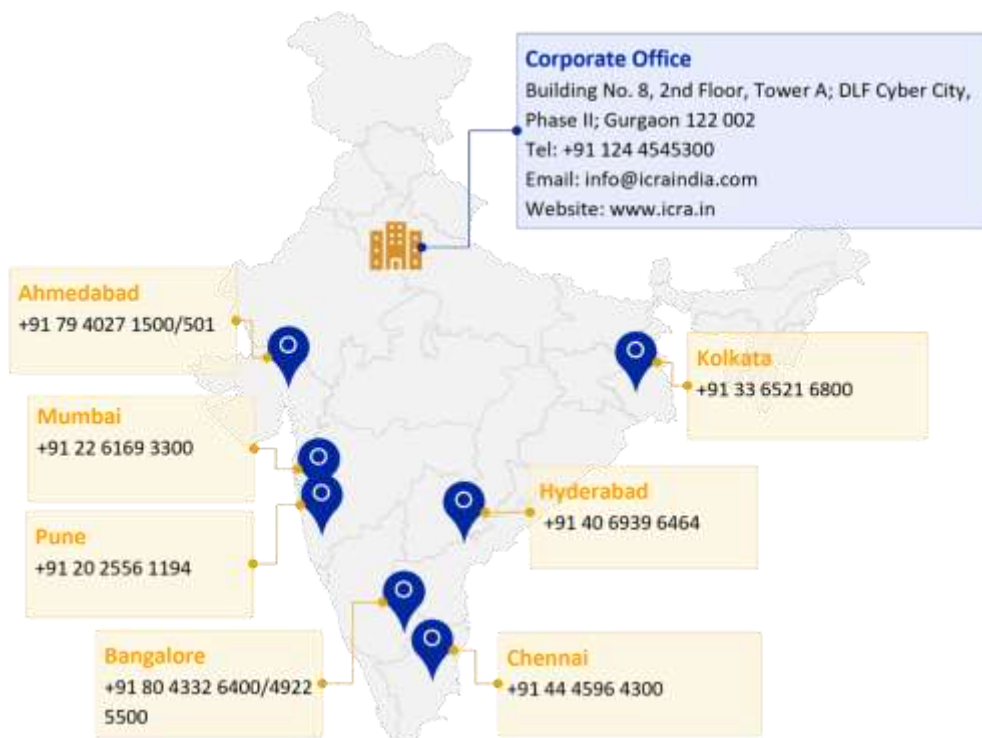 Corporate Office
Building No. 8, 2nd Floor, Tower A; DLF Cyber City,
Phase II; Gurgaon 122 002
Tel: +91 124 4545300
Email: info@icraindia.com
Website: www.icra.in
Ahmedabad
+91 79 4027 1500/501
Kolkata
+91 33 6521 6800
Mumbai
+91 22 6169 3300
Hyderabad
+91 40 6939 6464
Pune
+91 20 2556 1194
Bangalore
+91 80 4332 6400/4922
5500
Chennai
+91 44 4596 4300